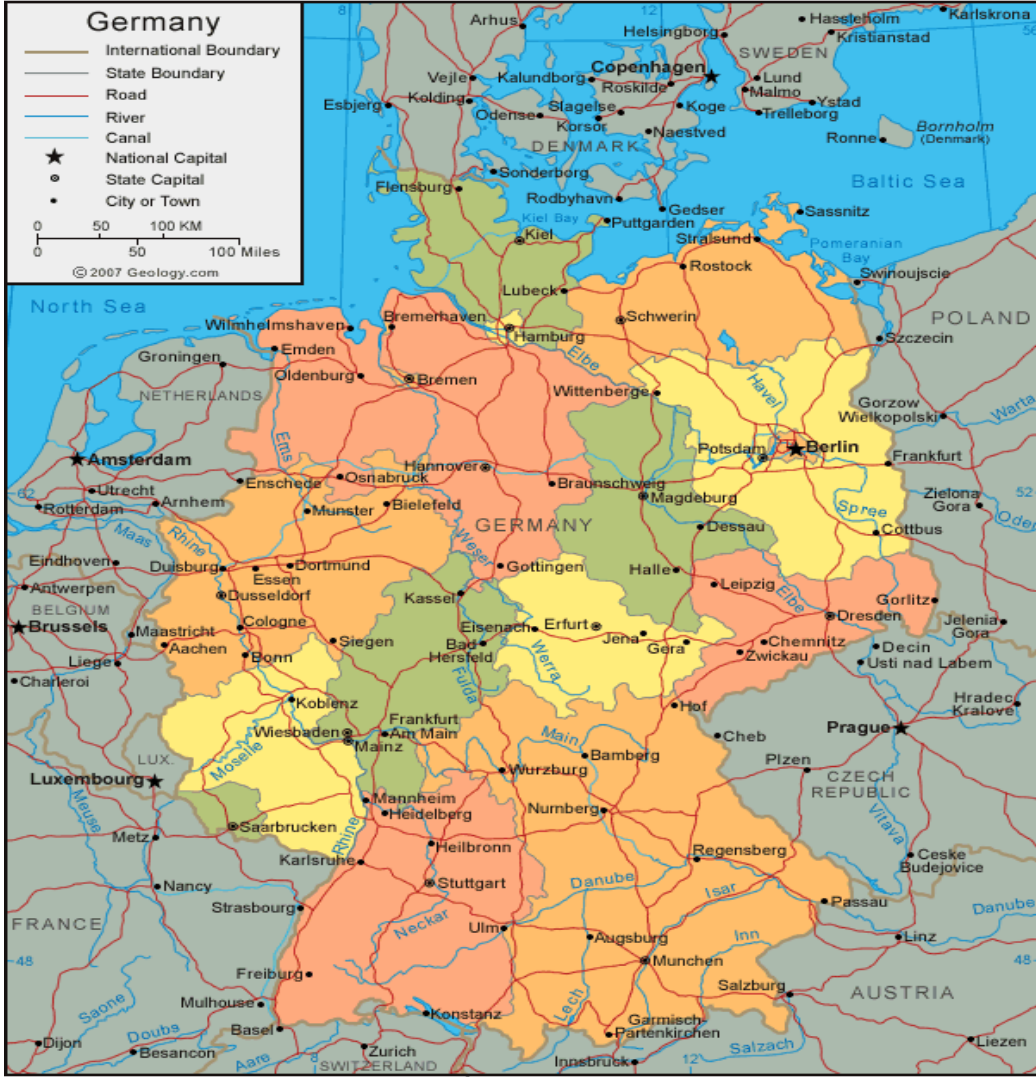 Germany
International Boundary
State Boundary
Road
River
Canal
National Capital
State Capital
City or Town
0 50 100 KM
0 50 100 Miles
© 2007 Geology.com
8
12
56
Arhus
Helsingborg
Hassleholm
Karlskrona
Kristianstad
SWEDEN
Vejle
Kalundborg
Copenhagen
Roskilde
Lund
Malmo
Ystad
Trelleborg
Esbjerg
Kolding
Odense
Slagelse
Korsor
Koge
Naestved
DENMARK
Ronne
Bornholm
(Denmark)
Sonderborg
Flensburg
Rodbyhavn
Gedser
Baltic Sea
Kiel Bay
Puttgarden
Sassnitz
Kiel
Stralsund
Pomeranian
Bay
Rostock
Swinoujscie
North Sea
Lubeck
Wilmhelmshaven
Bremerhaven
Hamburg
Schwerin
POLAND
Szczecin
Groningen
Emden
Oldenburg
Bremen
Elbe
Wittenberge
Havel
NETHERLANDS
Gorzow
Wielkopolski
Warta
Ems
Amsterdam
Hannover
Potsdam
Berlin
Frankfurt
Utrecht
Enschede
Osnabruck
Braunschweig
52
52
Rotterdam
Arnhem
Munster
Bielefeld
Magdeburg
Zielona
Gora
Oder
Maas
Rhine
GERMANY
Weser
Dessau
Spree
Cottbus
Eindhoven
Duisburg
Essen
Dortmund
Gottingen
Halle
Leipzig
Elbe
Antwerpen
BELGIUM
Dusseldorf
Kassel
Gorlitz
Dresden
Brussels
Maastricht
Cologne
Siegen
Eisenach
Erfurt
Jena
Gera
Chemnitz
Zwickau
Jelenia
Gora
Aachen
Bonn
Bad
Hersfeld
Werra
Fulda
Decin
Usti nad Labem
Liege
Charleroi
Koblenz
Hof
Hradec
Kralove
Wiesbaden
Mainz
Frankfurt
Am Main
Main
Bamberg
Cheb
Prague
Moselle
LUX.
Luxembourg
Wurzburg
Plzen
CZECH
REPUBLIC
Meuse
Mannheim
Heidelberg
Nurnberg
Vltava
Metz
Saarbrucken
Rhine
Karlsruhe
Heilbronn
Regensberg
Ceske
Budejovice
Nancy
Stuttgart
Danube
Isar
Passau
Danube
FRANCE
Strasbourg
Neckar
Ulm
Augsburg
Inn
Linz
48
48
Munchen
Freiburg
Salzburg
AUSTRIA
Saone
Mulhouse
Konstanz
Lech
Garmisch-
Partenkirchen
Doubs
Basel
Dijon
Besancon
Aare
8
Zurich
SWITZERLAND
Innsbruck
12
Salzach
Liezen